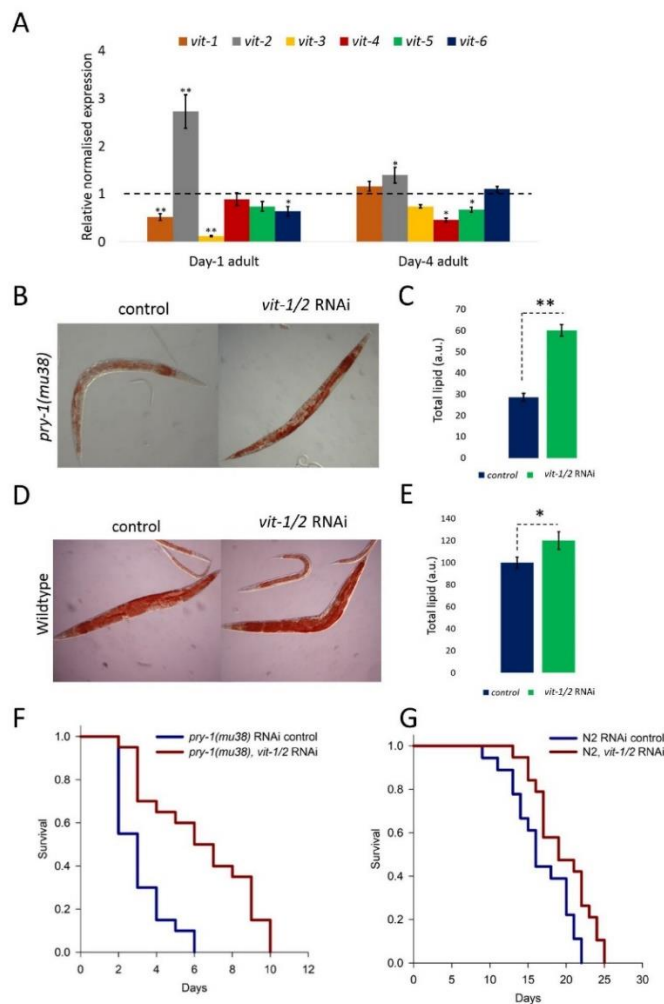 A
vit-1 vit-2 vit-3 vit-4 vit-5 vit-6
Relative normalised expression
4
3
2
1
0
**
**
**
*
*
*
*
Day-1 adult
Day-4 adult
B
control
vit-1/2 RNAi
pry-1(mu38)
C
Total lipid (a.u.)
70
60
50
40
30
20
10
0
**
control vit-1/2 RNAi
D
control
vit-1/2 RNAi
Wildtype
E
Total lipid (a.u.)
140
120
100
80
60
40
20
0
*
control vit-1/2 RNAi
F
pry-1(mu38) RNAi control
pry-1(mu38), vit-1/2 RNAi
Survival
1.0
0.8
0.6
0.4
0.2
0.0
0 2 4 6 8 10 12
Days
G
N2 RNAi control
N2, vit-1/2 RNAi
Survival
1.0
0.8
0.6
0.4
0.2
0.0
0 5 10 15 20 25 30
Days